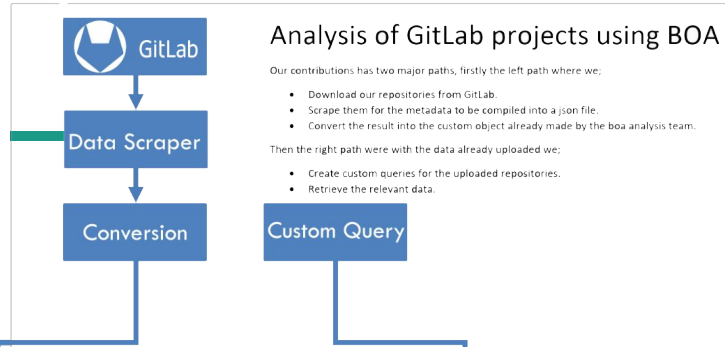 GitLab
Analysis of GitLab projects using BOA
Our contributions has two major paths, firstly the left path where we;
Download our repositories from GitLab.
Scrape them for the metadata to be compiled into a json file.
Convert the result into the custom object already made by the boa analysis team.
Then the right path were with the data already uploaded we;
Create custom queries for the uploaded repositories.
Retrieve the relevant data.
Data Scraper
Conversion
Custom Query